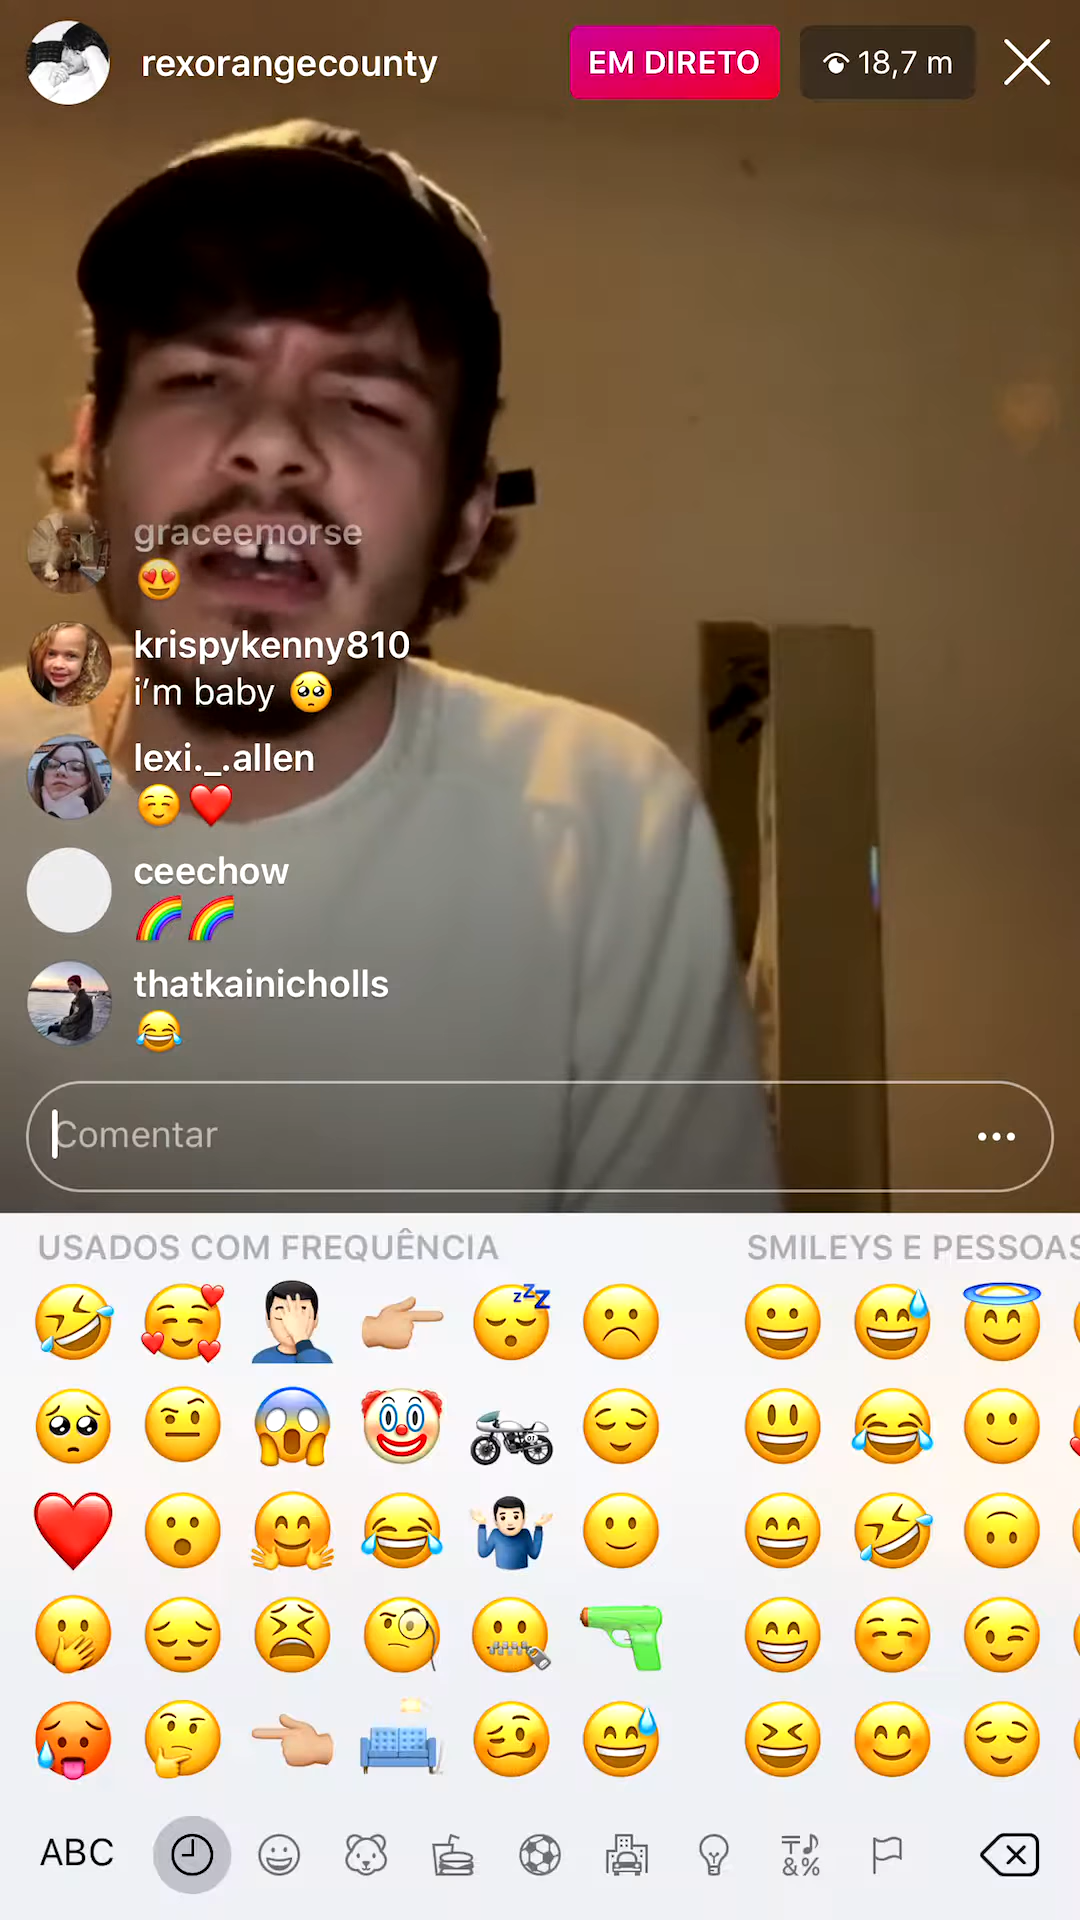 rexorangecounty
EM DIRETO
18,7 m
graceemorse
krispykenny810
i'm baby
lexi._.allen
ceechow
thatkainicholls
Comentar
USADOS COM FREQUÊNCIA
SMILEYS E PESSOAS
ABC